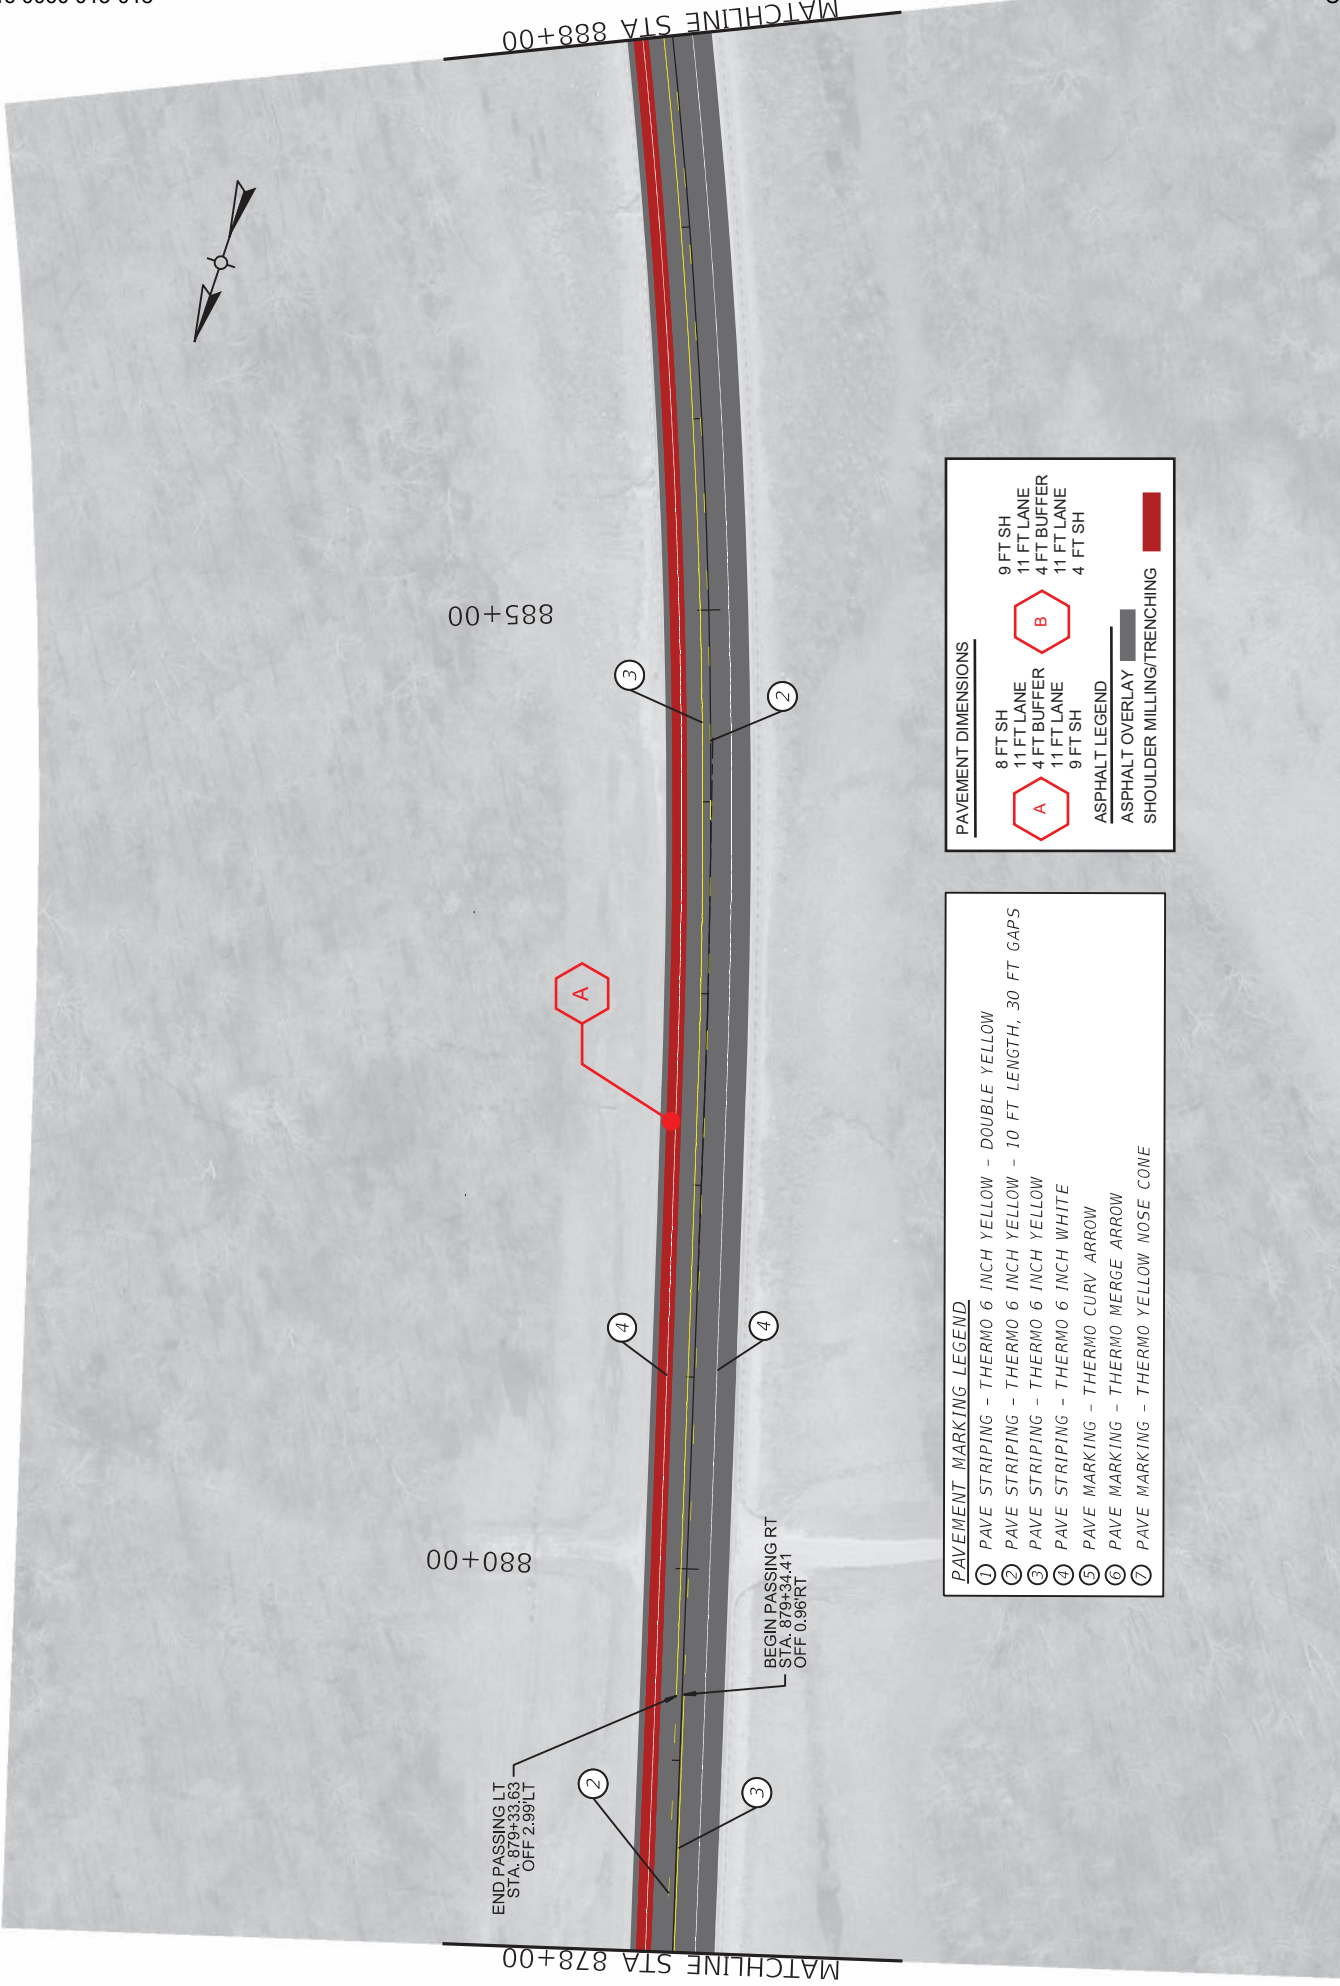 MATCHLINE STA 888+00
885+00
3
2
A
4
4
880+00
END PASSING LT
STA. 879+33.63
OFF 2.99'LT
BEGIN PASSING RT
STA. 879+34.41
OFF 0.96'RT
2
3
MATCHLINE STA 878+00
PAVEMENT DIMENSIONS
A
8 FT SH
11 FT LANE
4 FT BUFFER
11 FT LANE
9 FT SH
B
9 FT SH
11 FT LANE
4 FT BUFFER
11 FT LANE
4 FT SH
ASPHALT LEGEND
ASPHALT OVERLAY
SHOULDER MILLING/TRENCHING
PAVEMENT MARKING LEGEND
1 PAVE STRIPING - THERMO 6 INCH YELLOW - DOUBLE YELLOW
2 PAVE STRIPING - THERMO 6 INCH YELLOW - 10 FT LENGTH, 30 FT GAPS
3 PAVE STRIPING - THERMO 6 INCH YELLOW
4 PAVE STRIPING - THERMO 6 INCH WHITE
5 PAVE MARKING - THERMO CURV ARROW
6 PAVE MARKING - THERMO MERGE ARROW
7 PAVE MARKING - THERMO YELLOW NOSE CONE